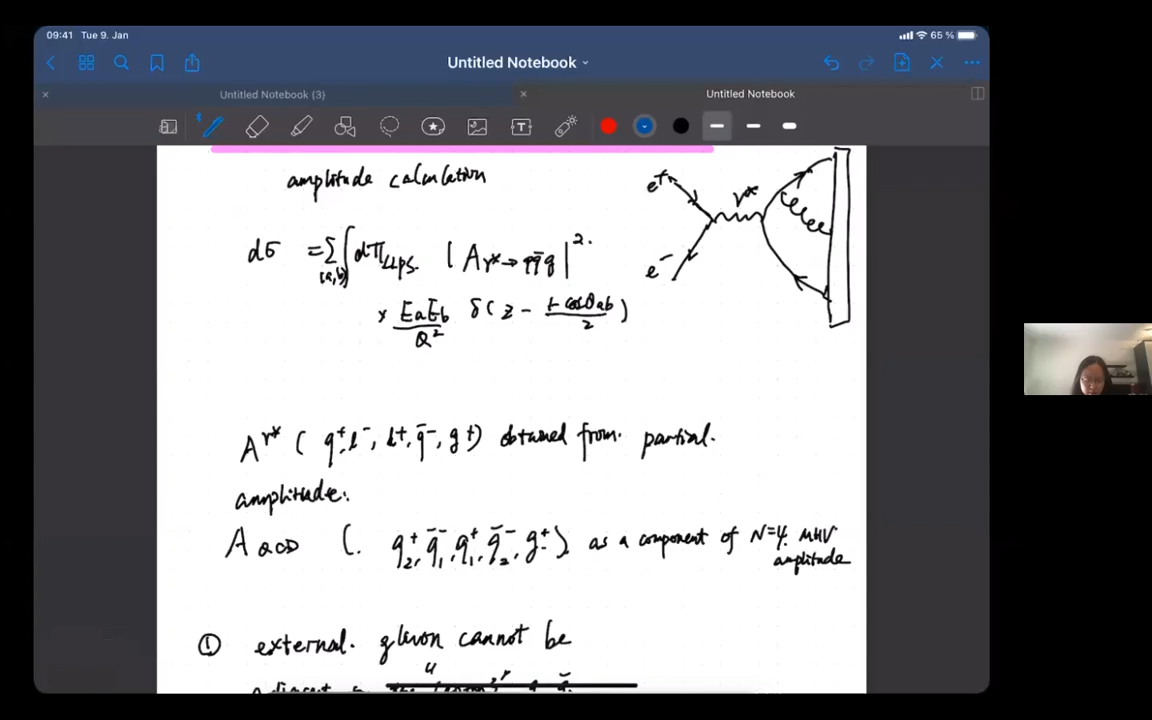 09:41 Tue 9. Jan
65 %
Untitled Notebook
Untitled Notebook (3)
Untitled Notebook
amplitude calculation
e+
γ*
e-
dσ = Σ(a,b) ∫dΠLIPS. | Aγ*→qq̄g |².
× EaEb/Q² δ( z - 1-cosθab/2 )
Aγ* ( q+, l-, l+, q̄-, g+) obtained from. partial.
amplitude:
AQCD (. q2+, q̄1-, q1+, q̄2-, g+.) as a component of N=4. MHV
amplitude
① external. gluon cannot be